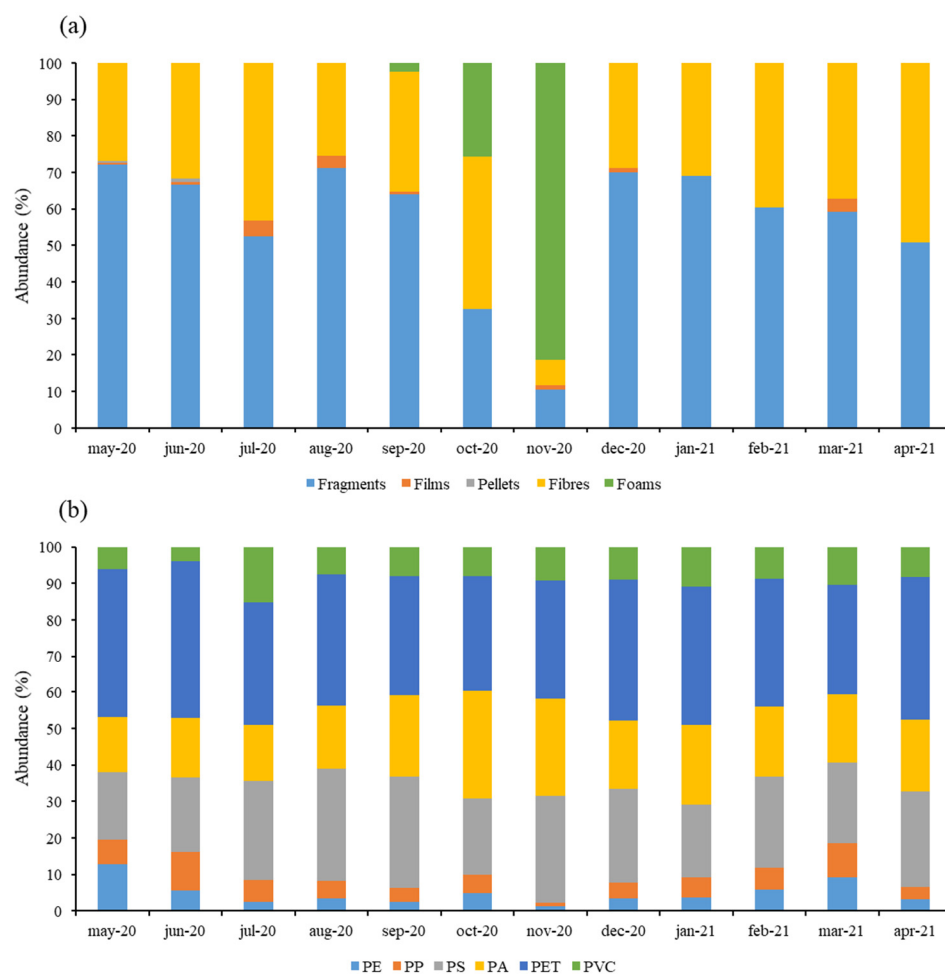 (a)
100
90
80
70
60
50
40
30
20
10
0
Abundance (%)
may-20 jun-20 jul-20 aug-20 sep-20 oct-20 nov-20 dec-20 jan-21 feb-21 mar-21 apr-21
Fragments Films Pellets Fibres Foams
(b)
100
90
80
70
60
50
40
30
20
10
0
Abundance (%)
may-20 jun-20 jul-20 aug-20 sep-20 oct-20 nov-20 dec-20 jan-21 feb-21 mar-21 apr-21
PE PP PS PA PET PVC